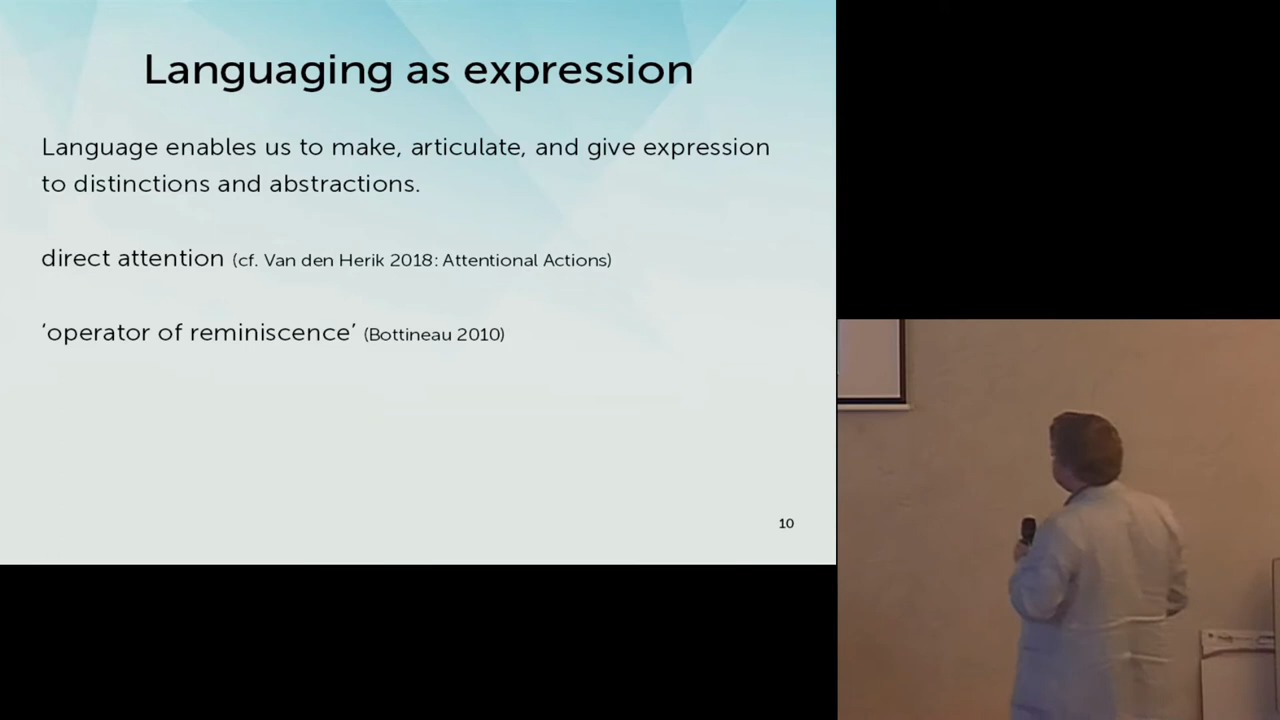 Languaging as expression
Language enables us to make, articulate, and give expression
to distinctions and abstractions.
direct attention (cf. Van den Herik 2018: Attentional Actions)
‘operator of reminiscence’ (Bottineau 2010)
10